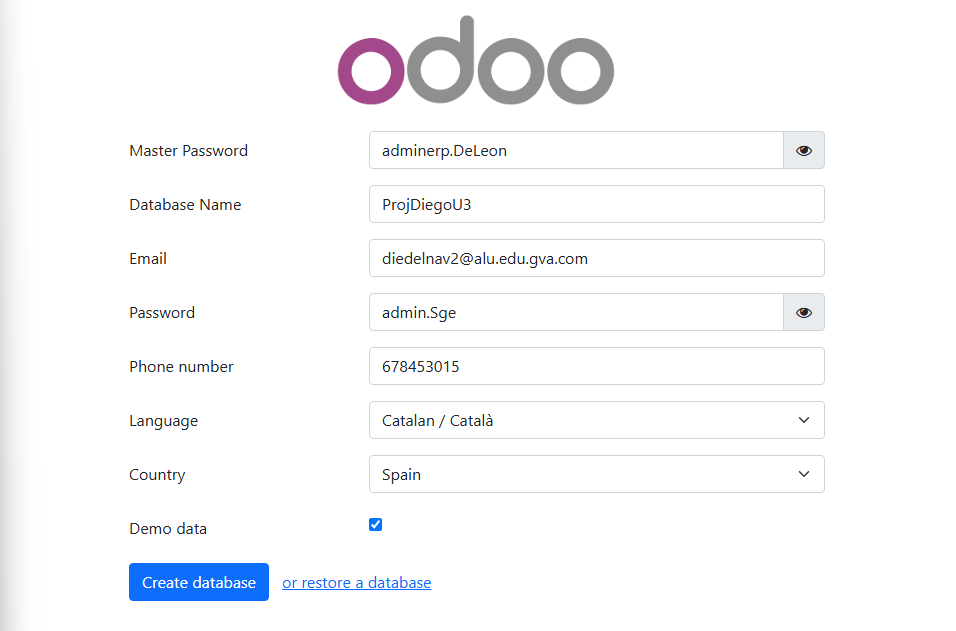 odoo
Master Password adminerp.DeLeon
Database Name ProjDiegoU3
Email diedelnav2@alu.edu.gva.com
Password admin.Sge
Phone number 678453015
Language Catalan / Català
Country Spain
Demo data
Create database or restore a database